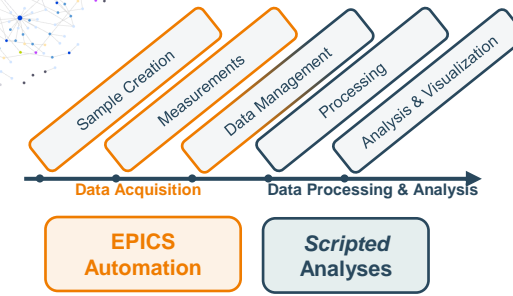 Sample Creation
Measurements
Data Management
Processing
Analysis & Visualization
Data Acquisition
Data Processing & Analysis
EPICS
Automation
Scripted
Analyses